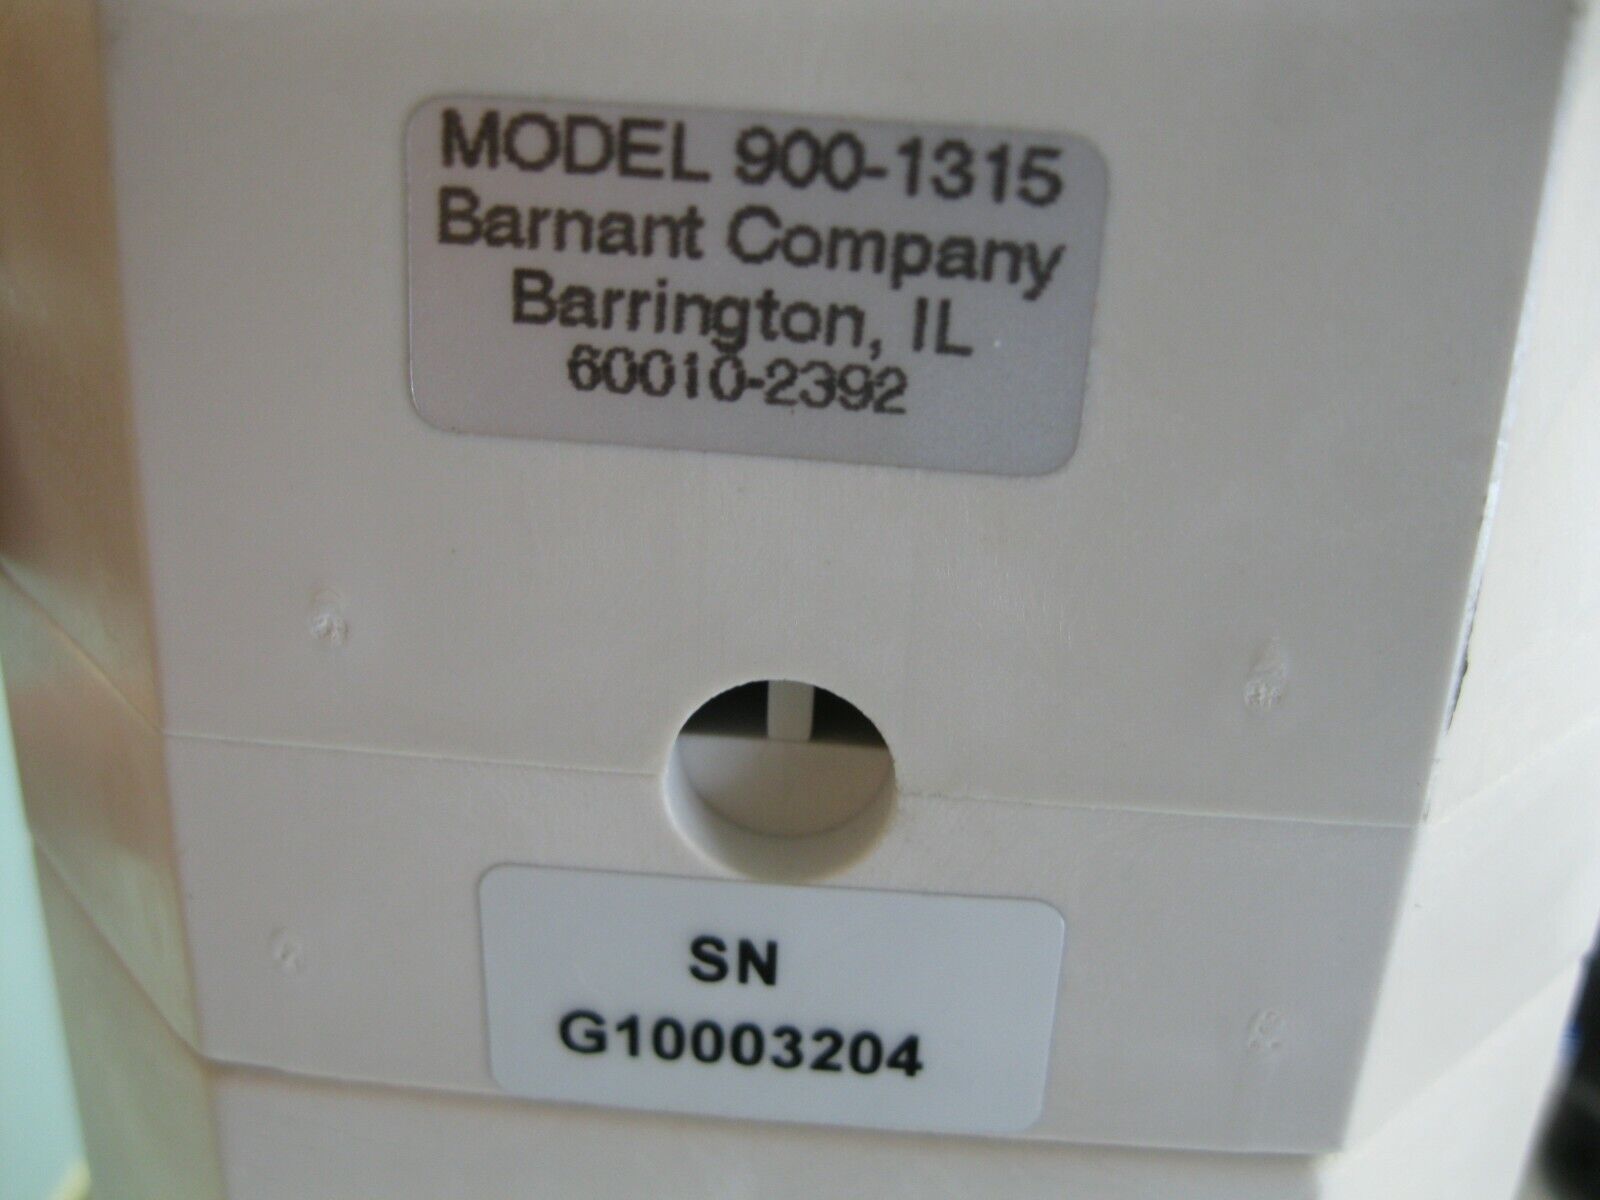 MODEL 900-1315
Barnant Company
Barrington, IL
60010-2392
SN
G10003204